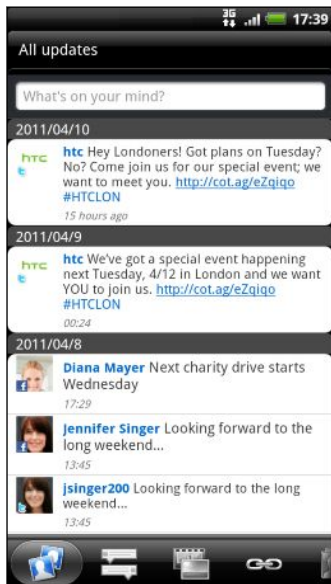 3G 17:39
All updates
What's on your mind?
2011/04/10
htc
htc Hey Londoners! Got plans on Tuesday?
No? Come join us for our special event; we
want to meet you. http://cot.ag/eZqiqo
#HTCLON
15 hours ago
2011/04/9
htc
htc We've got a special event happening
next Tuesday, 4/12 in London and we want
YOU to join us. http://cot.ag/eZqiqo
#HTCLON
00:24
2011/04/8
Diana Mayer Next charity drive starts
Wednesday
17:29
Jennifer Singer Looking forward to the
long weekend...
13:45
jsinger200 Looking forward to the long
weekend...
13:45